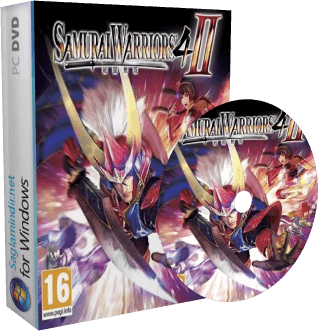 PC DVD
Saglamindir.net
for Windows
SAMURAI WARRIORS 4-II
16
www.pegi.info
SAMURAI WARRIORS 4-II